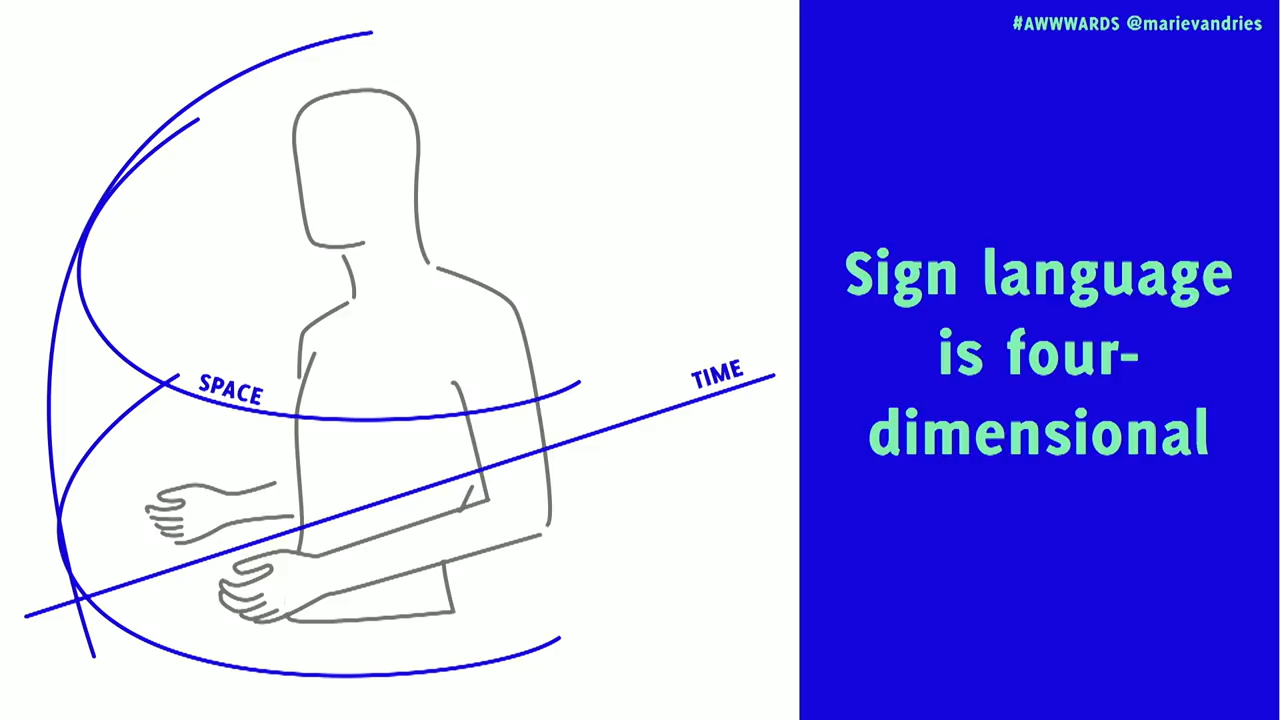 #AWWWARDS @marievandries
SPACE
TIME
Sign language
is four-
dimensional